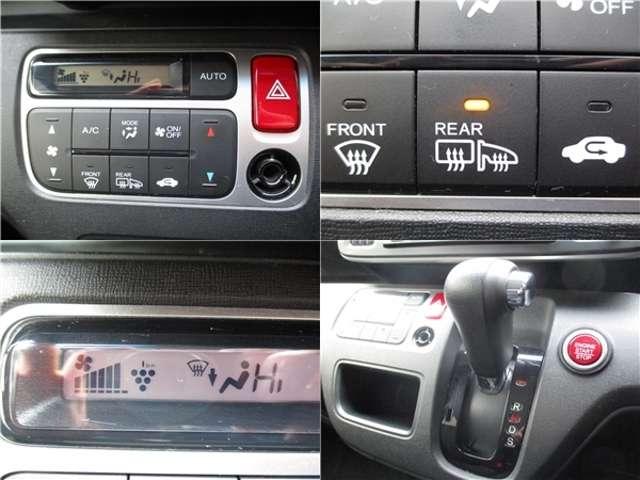 Hi
AUTO
A/C
MODE
ON/
OFF
FRONT
REAR
A/C
OFF
FRONT
REAR
Hi
ENGINE
START
STOP
R
D
S